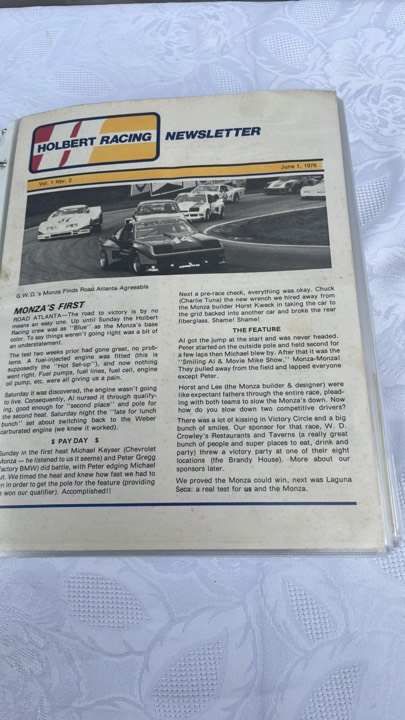 HOLBERT RACING NEWSLETTER
Vol. 1 Nbr. 2
June 1, 1976
G.W.D.'s Monza Finds Road Atlanta Agreeable
MONZA'S FIRST
ROAD ATLANTA—The road to victory is by no
means an easy one. Up until Sunday the Holbert
Racing crew was as "Blue" as the Monza's base
color. To say things weren't going right was a bit of
an understatement.
The last two weeks prior had gone great, no prob-
lems. A fuel-injected engine was fitted (this is
supposedly the "Hot Set-up"), and now nothing
went right. Fuel pumps, fuel lines, fuel cell, engine
oil pump, etc. were all giving us a pain.
Saturday it was discovered, the engine wasn't going
to live. Consequently, Al nursed it through qualify-
ing, good enough for "second place" and pole for
the second heat. Saturday night the "late for lunch
bunch" set about switching back to the Weber
carburated engine (we knew it worked).
$ PAY DAY $
Sunday in the first heat Michael Keyser (Chevrolet
Monza — he listened to us it seems) and Peter Gregg
factory BMW) did battle, with Peter edging Michael
ut. We timed the heat and knew how fast we had to
n in order to get the pole for the feature (providing
e won our qualifier). Accomplished!!
Next a pre-race check, everything was okay. Chuck
(Charlie Tuna) the new wrench we hired away from
the Monza builder Horst Kweck in taking the car to
the grid backed into another car and broke the rear
fiberglass. Shame! Shame!
THE FEATURE
Al got the jump at the start and was never headed.
Peter started on the outside pole and held second for
a few laps then Michael blew by. After that it was the
"Smiling Al & Movie Mike Show," Monza-Monza!
They pulled away from the field and lapped everyone
except Peter.
Horst and Lee (the Monza builder & designer) were
like expectant fathers through the entire race, plead-
ing with both teams to slow the Monza's down. Now
how do you slow down two competitive drivers?
There was a lot of kissing in Victory Circle and a big
bunch of smiles. Our sponsor for that race, W. D.
Crowley's Restaurants and Taverns (a really great
bunch of people and super places to eat, drink and
party) threw a victory party at one of their eight
locations (the Brandy House). More about our
sponsors later.
We proved the Monza could win, next was Laguna
Seca: a real test for us and the Monza.